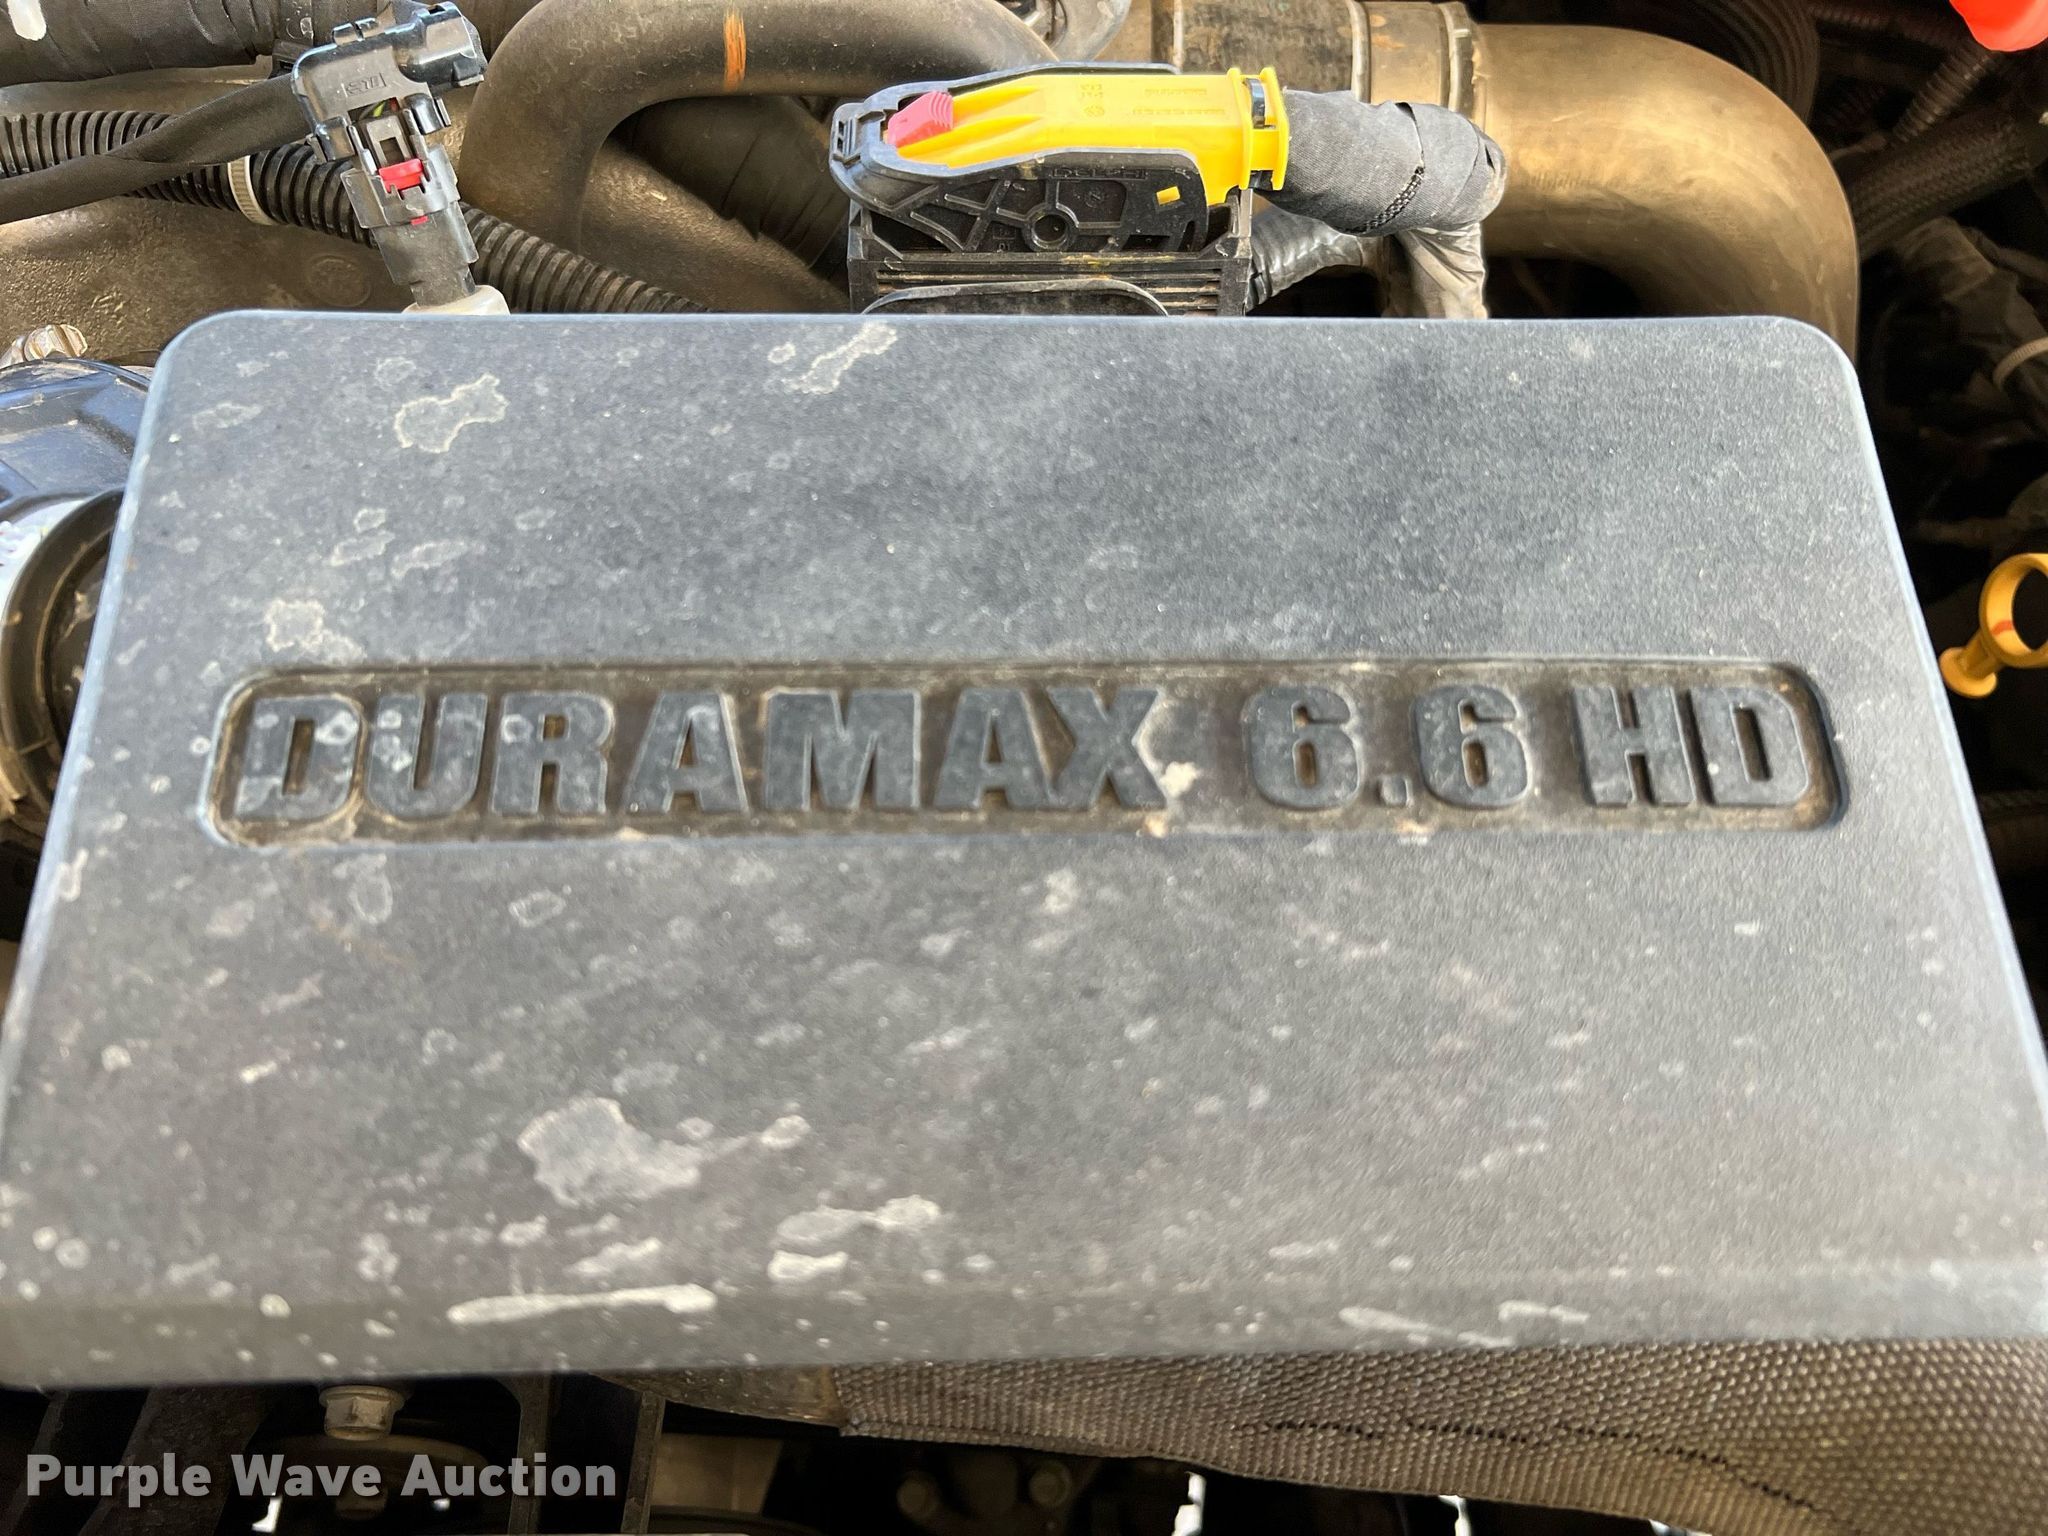 DURAMAX 6.6 HD
Purple Wave Auction